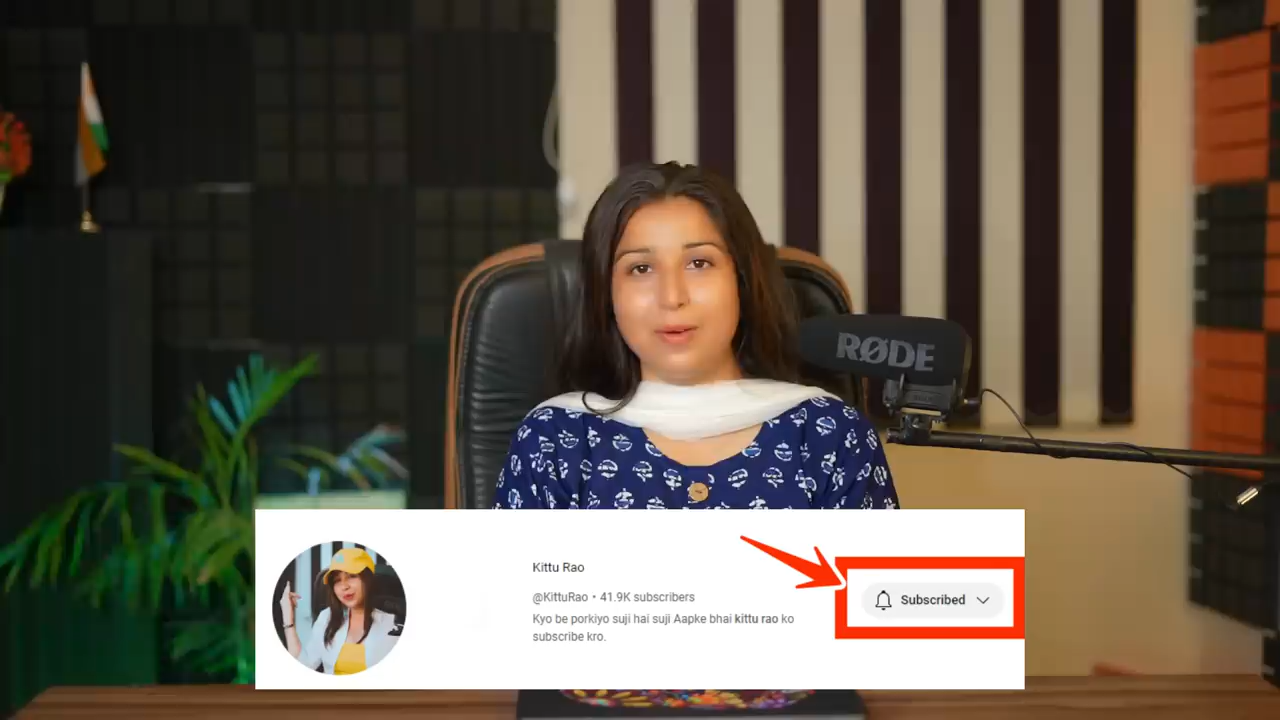 RØDE
Kittu Rao
@KittuRao • 41.9K subscribers
Kyo be porkiyo suji hai suji Aapke bhai kittu rao ko
subscribe kro.
Subscribed